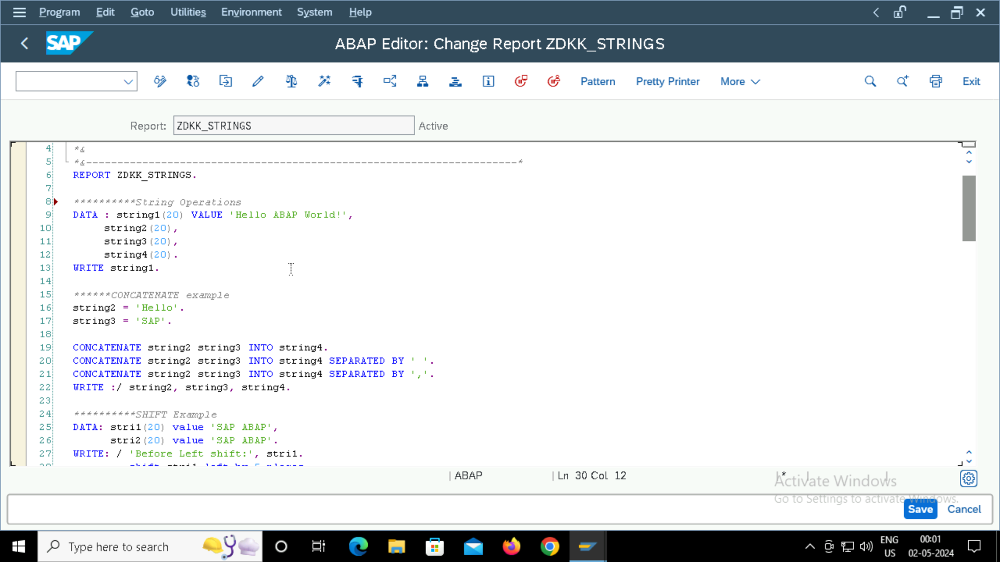 Program Edit Goto Utilities Environment System Help
SAP
ABAP Editor: Change Report ZDKK_STRINGS
Pattern Pretty Printer More Exit
Report: ZDKK_STRINGS Active
4 *&
5 *&---------------------------------------------------------------------*
6 REPORT ZDKK_STRINGS.
7
8 **********String Operations
9 DATA : string1(20) VALUE 'Hello ABAP World!',
10 string2(20),
11 string3(20),
12 string4(20).
13 WRITE string1.
14
15 ******CONCATENATE example
16 string2 = 'Hello'.
17 string3 = 'SAP'.
18
19 CONCATENATE string2 string3 INTO string4.
20 CONCATENATE string2 string3 INTO string4 SEPARATED BY ' '.
21 CONCATENATE string2 string3 INTO string4 SEPARATED BY ','.
22 WRITE :/ string2, string3, string4.
23
24 **********SHIFT Example
25 DATA: stri1(20) value 'SAP ABAP',
26 stri2(20) value 'SAP ABAP'.
27 WRITE: / 'Before Left shift:', stri1.
ABAP Ln 30 Col 12 *
Activate Windows
Go to Settings to activate Windows.
Save Cancel
Type here to search
ENG 00:01
US 02-05-2024